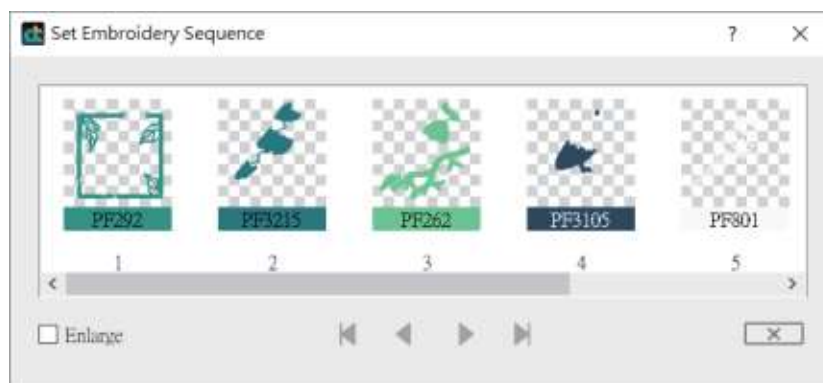 Set Embroidery Sequence
PF292 PF3215 PF262 PF3105 PF801
1 2 3 4 5
Enlarge